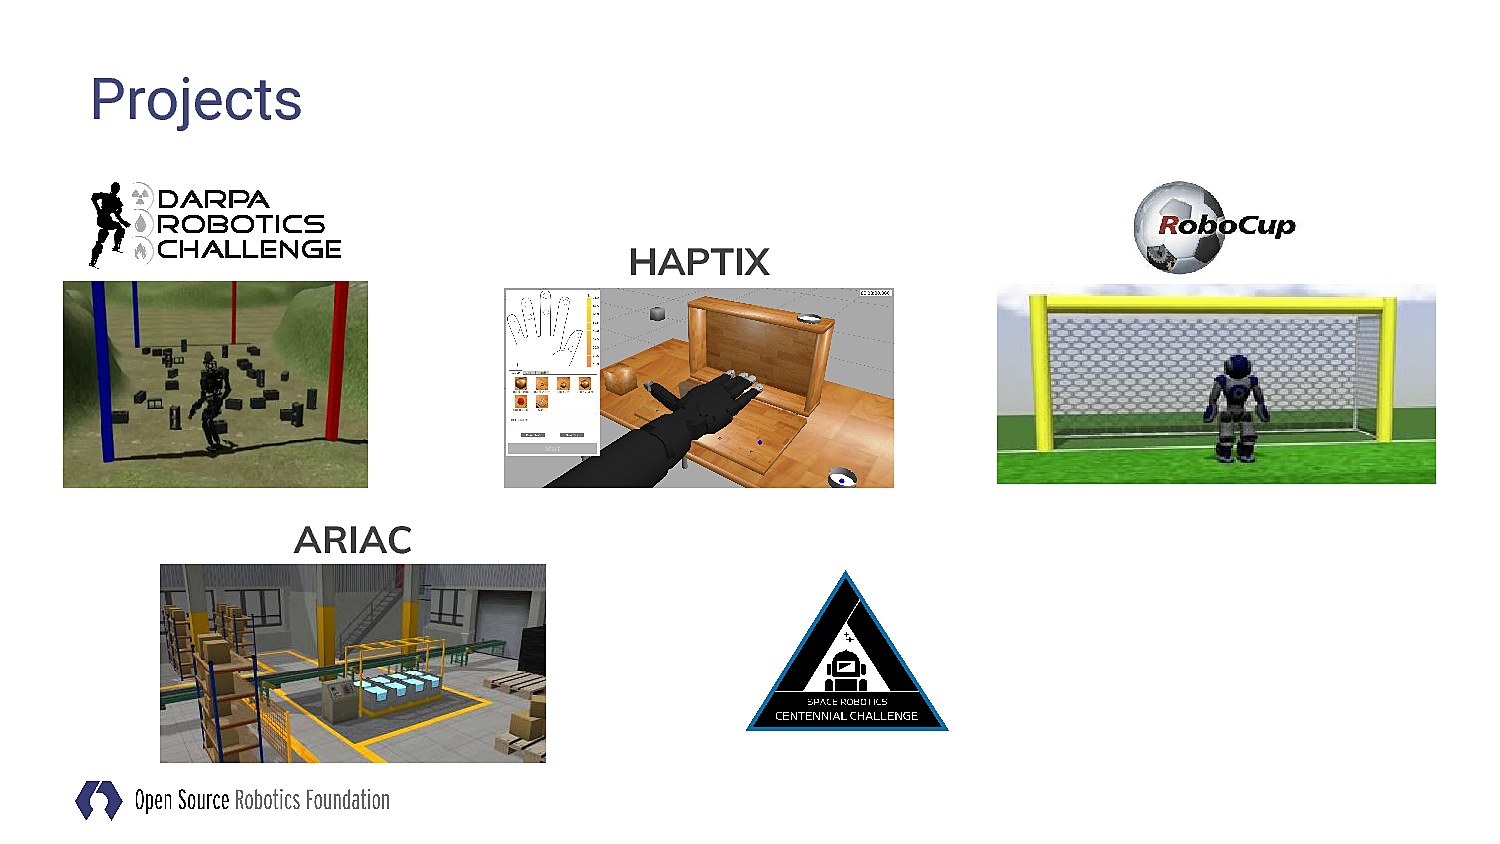 Projects
DARPA
ROBOTICS
CHALLENGE
HAPTIX
RoboCup
ARIAC
SPACE ROBOTICS
CENTENNIAL CHALLENGE
Open Source Robotics Foundation